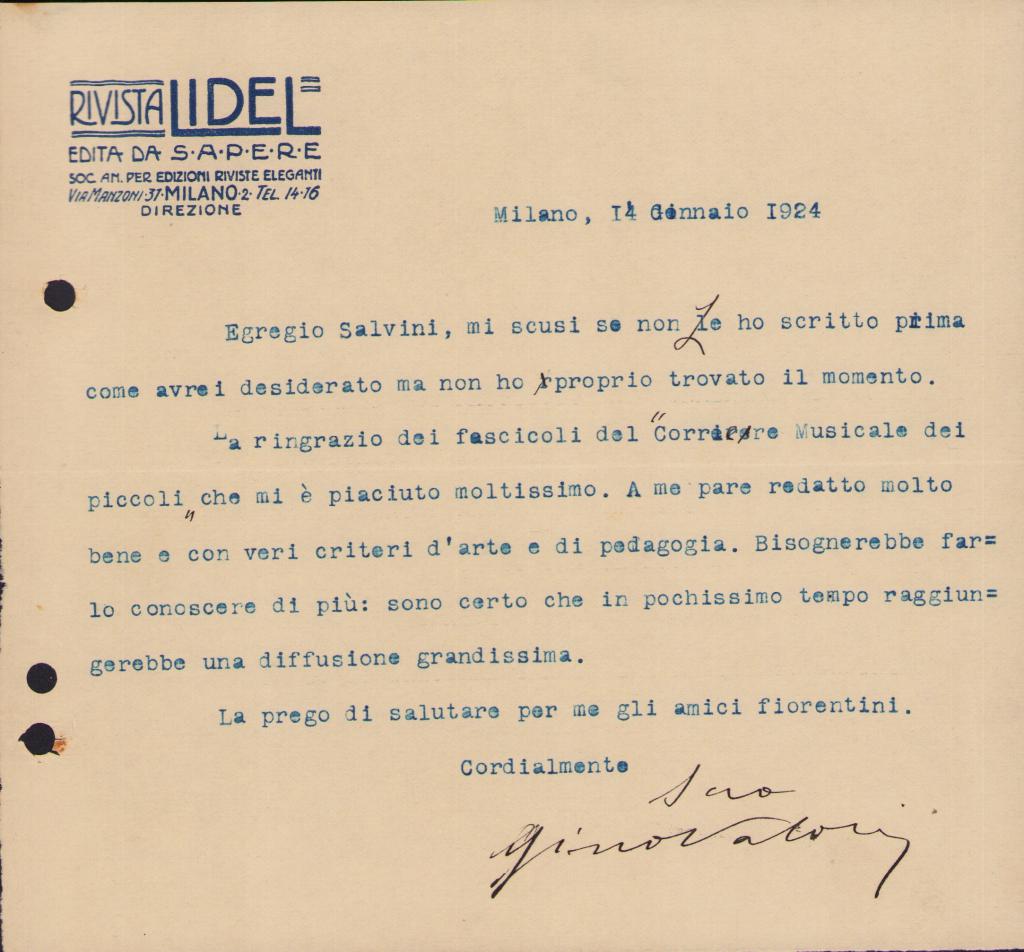 RIVISTA LIDEL
EDITA DA S·A·P·E·R·E
SOC. AN. PER EDIZIONI RIVISTE ELEGANTI
VIA MANZONI·37·MILANO·2·TEL. 14-76
DIREZIONE
Milano, 14 Gennaio 1924
Egregio Salvini, mi scusi se non Le ho scritto prima
come avrei desiderato ma non ho proprio trovato il momento.
La ringrazio dei fascicoli del "Corriere Musicale dei
piccoli" che mi è piaciuto moltissimo. A me pare redatto molto
bene e con veri criteri d'arte e di pedagogia. Bisognerebbe far=
lo conoscere di più: sono certo che in pochissimo tempo raggiun=
gerebbe una diffusione grandissima.
La prego di salutare per me gli amici fiorentini.
Cordialmente
Suo
Gino Valori